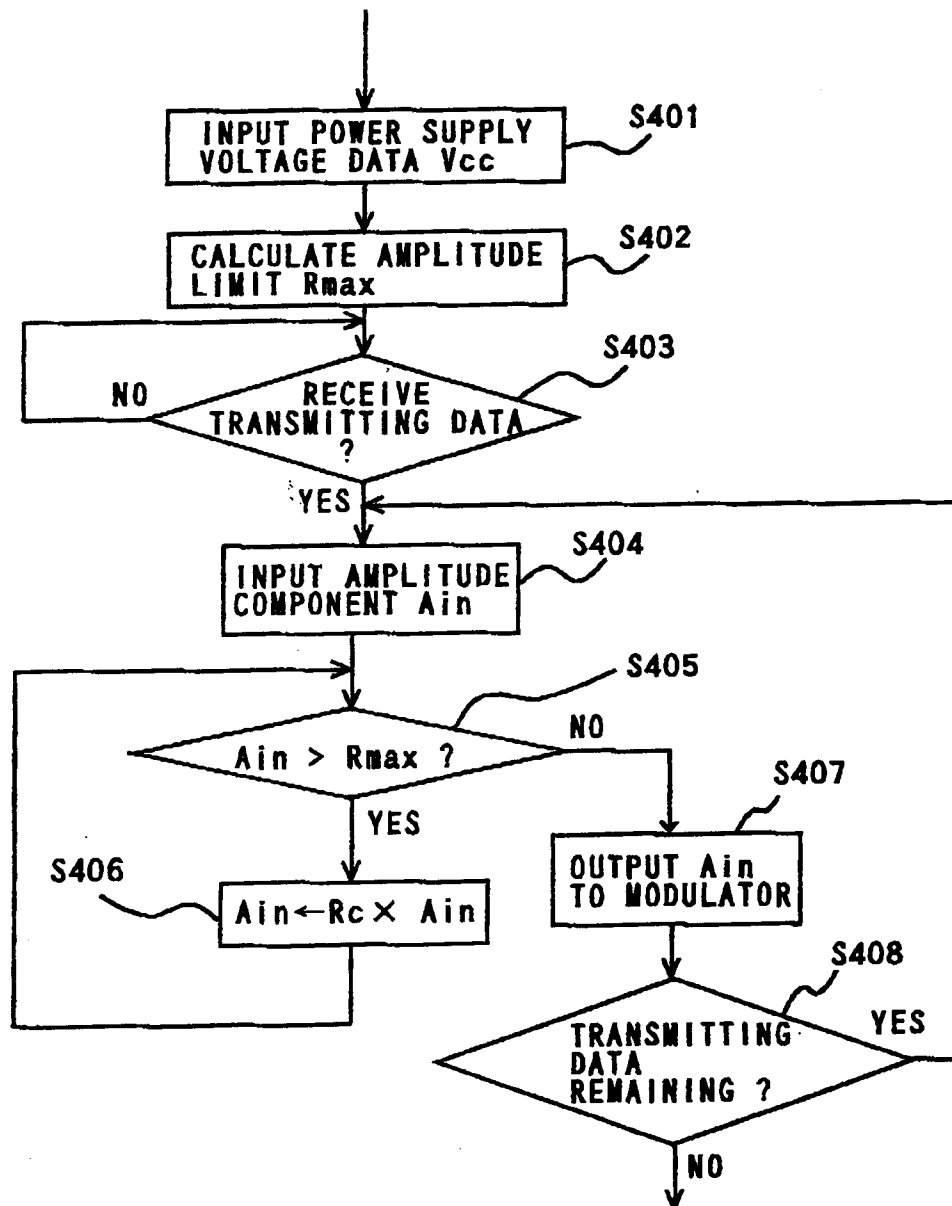 INPUT POWER SUPPLY
VOLTAGE DATA Vcc
S401
CALCULATE AMPLITUDE
LIMIT Rmax
S402
S403
NO
RECEIVE
TRANSMITTING DATA
?
YES
S404
INPUT AMPLITUDE
COMPONENT Ain
S405
Ain > Rmax ?
NO
YES
S407
S406
Ain←Rc× Ain
OUTPUT Ain
TO MODULATOR
S408
TRANSMITTING
DATA
REMAINING ?
YES
NO